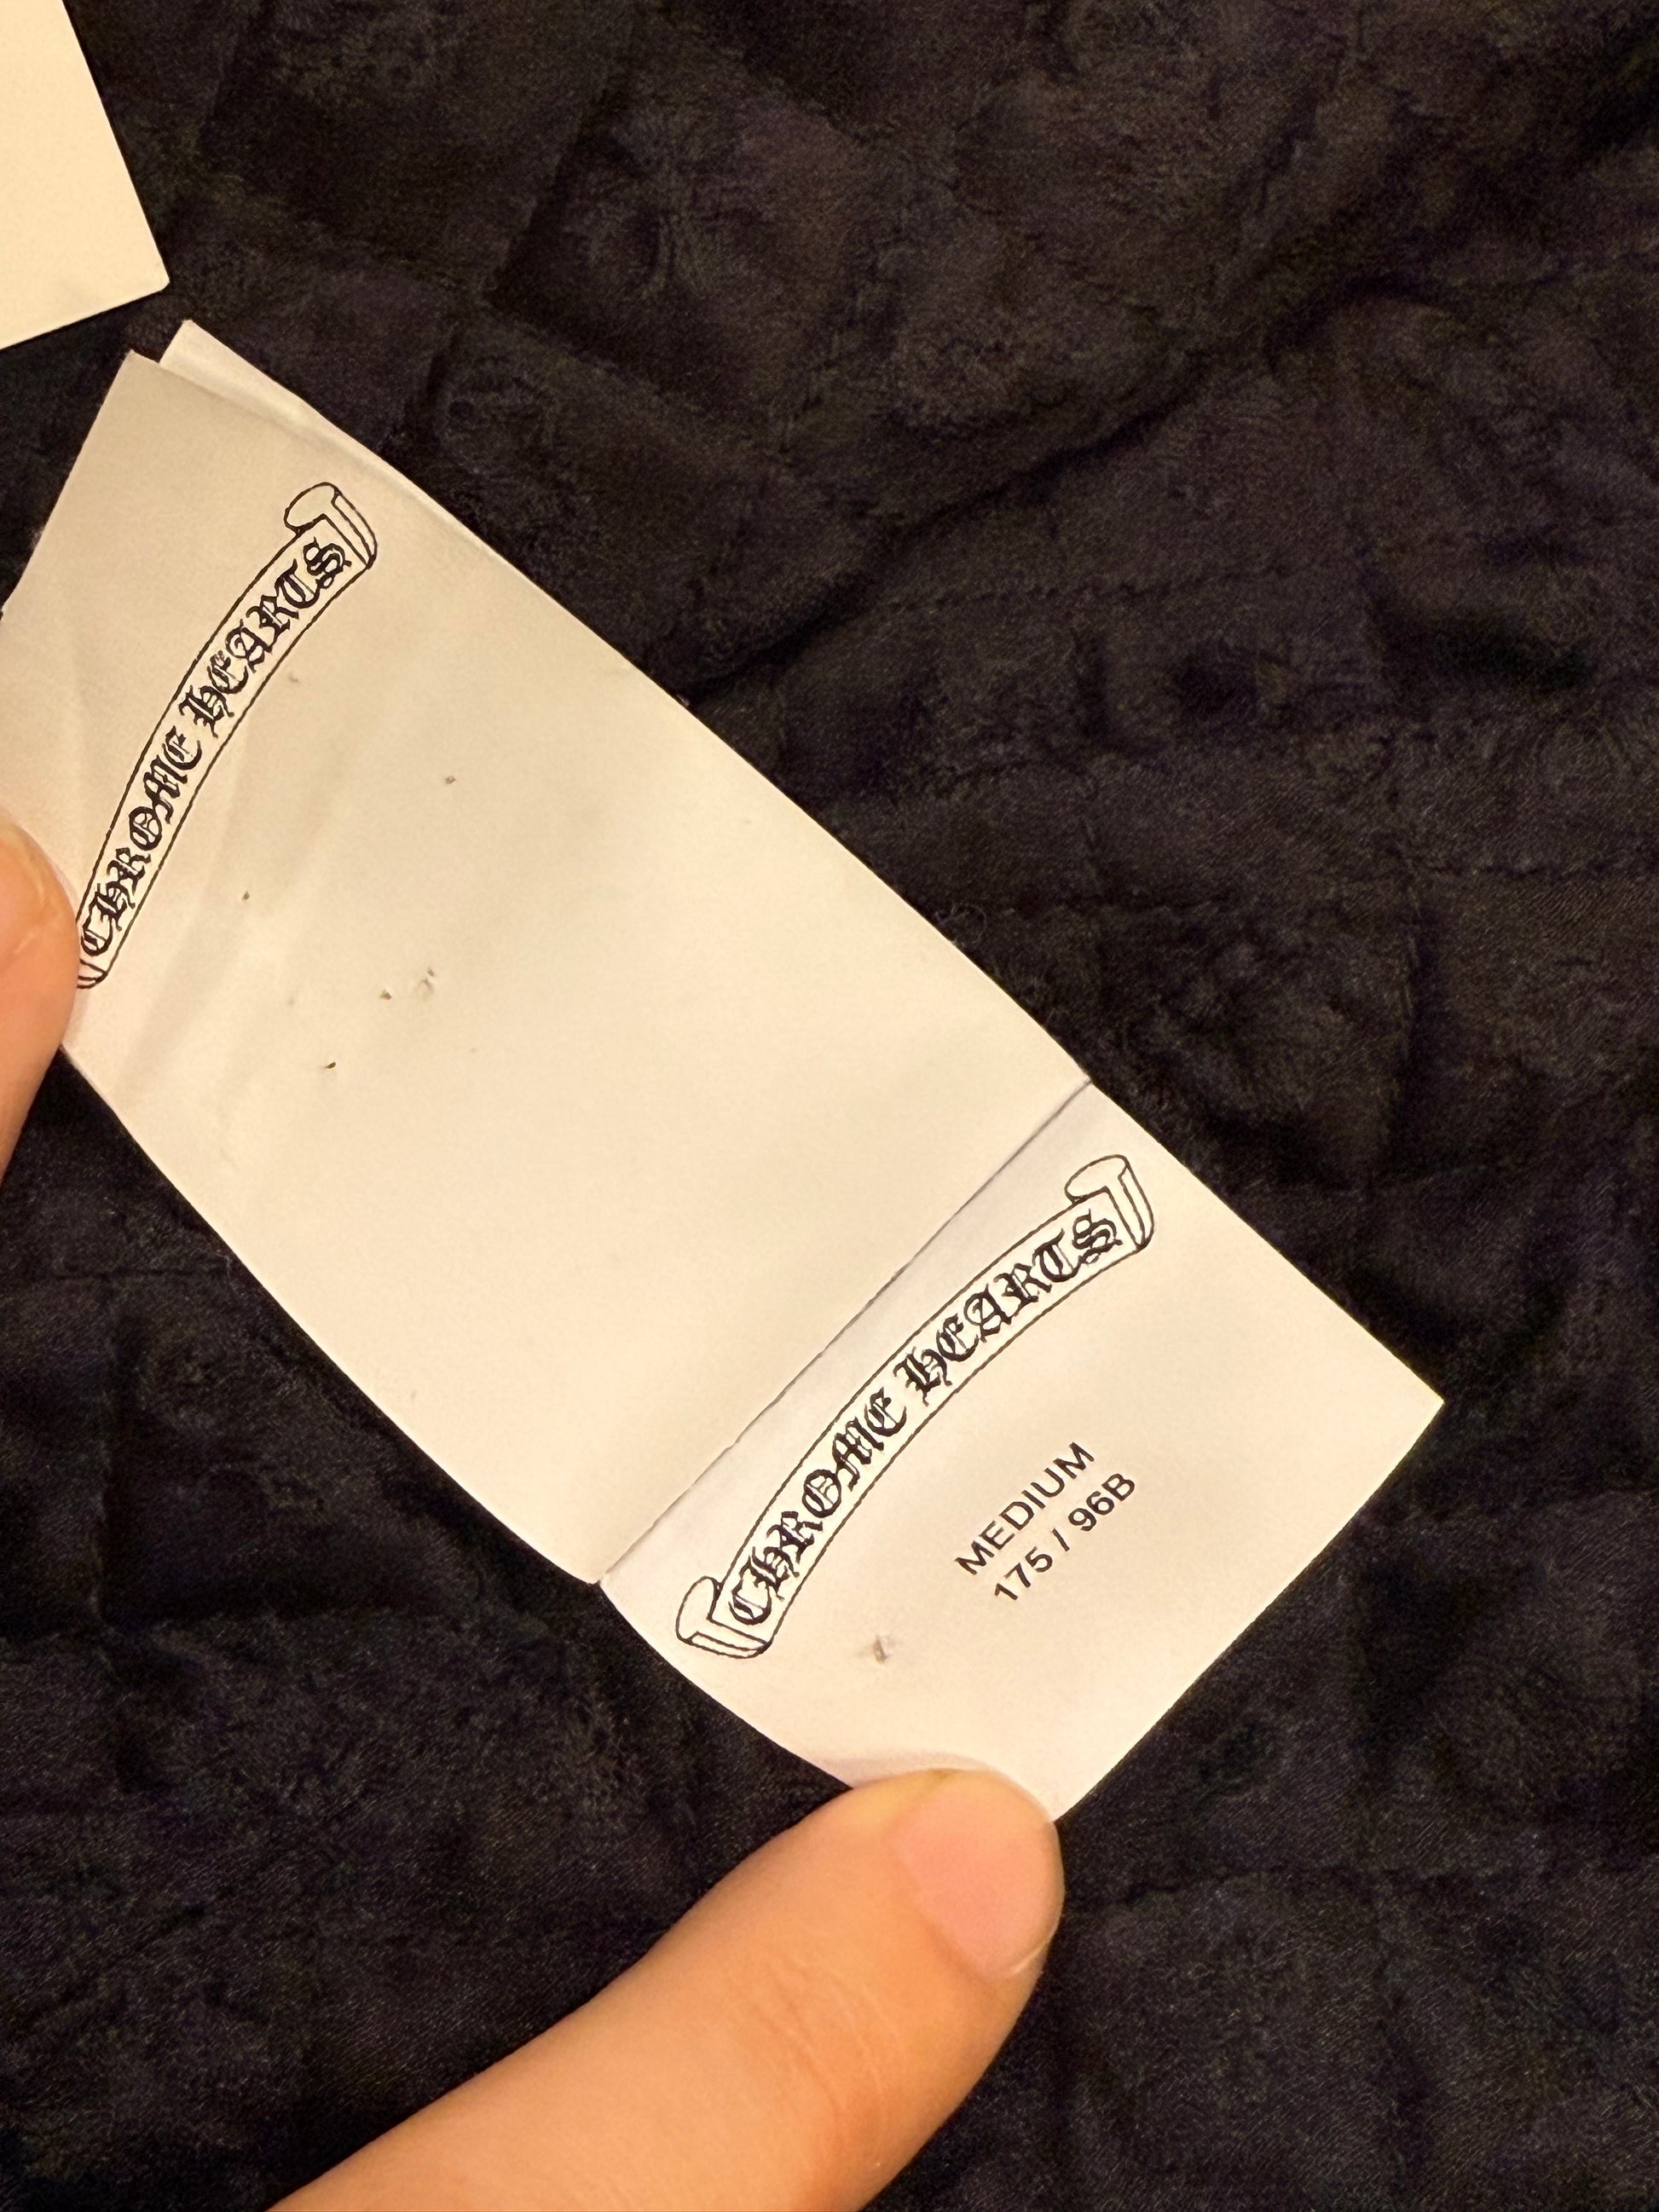 CHROME HEARTS
CHROME HEARTS
MEDIUM
175 / 96B